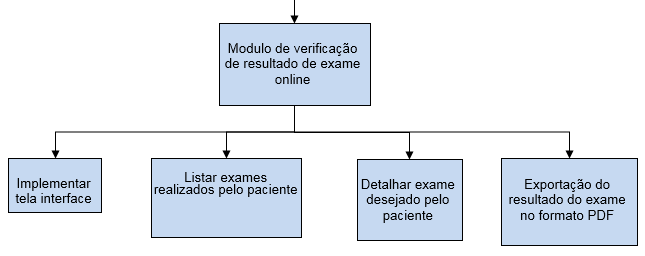 Modulo de verificação
de resultado de exame
online
Implementar
tela interface
Listar exames
realizados pelo paciente
Detalhar exame
desejado pelo
paciente
Exportação do
resultado do exame
no formato PDF